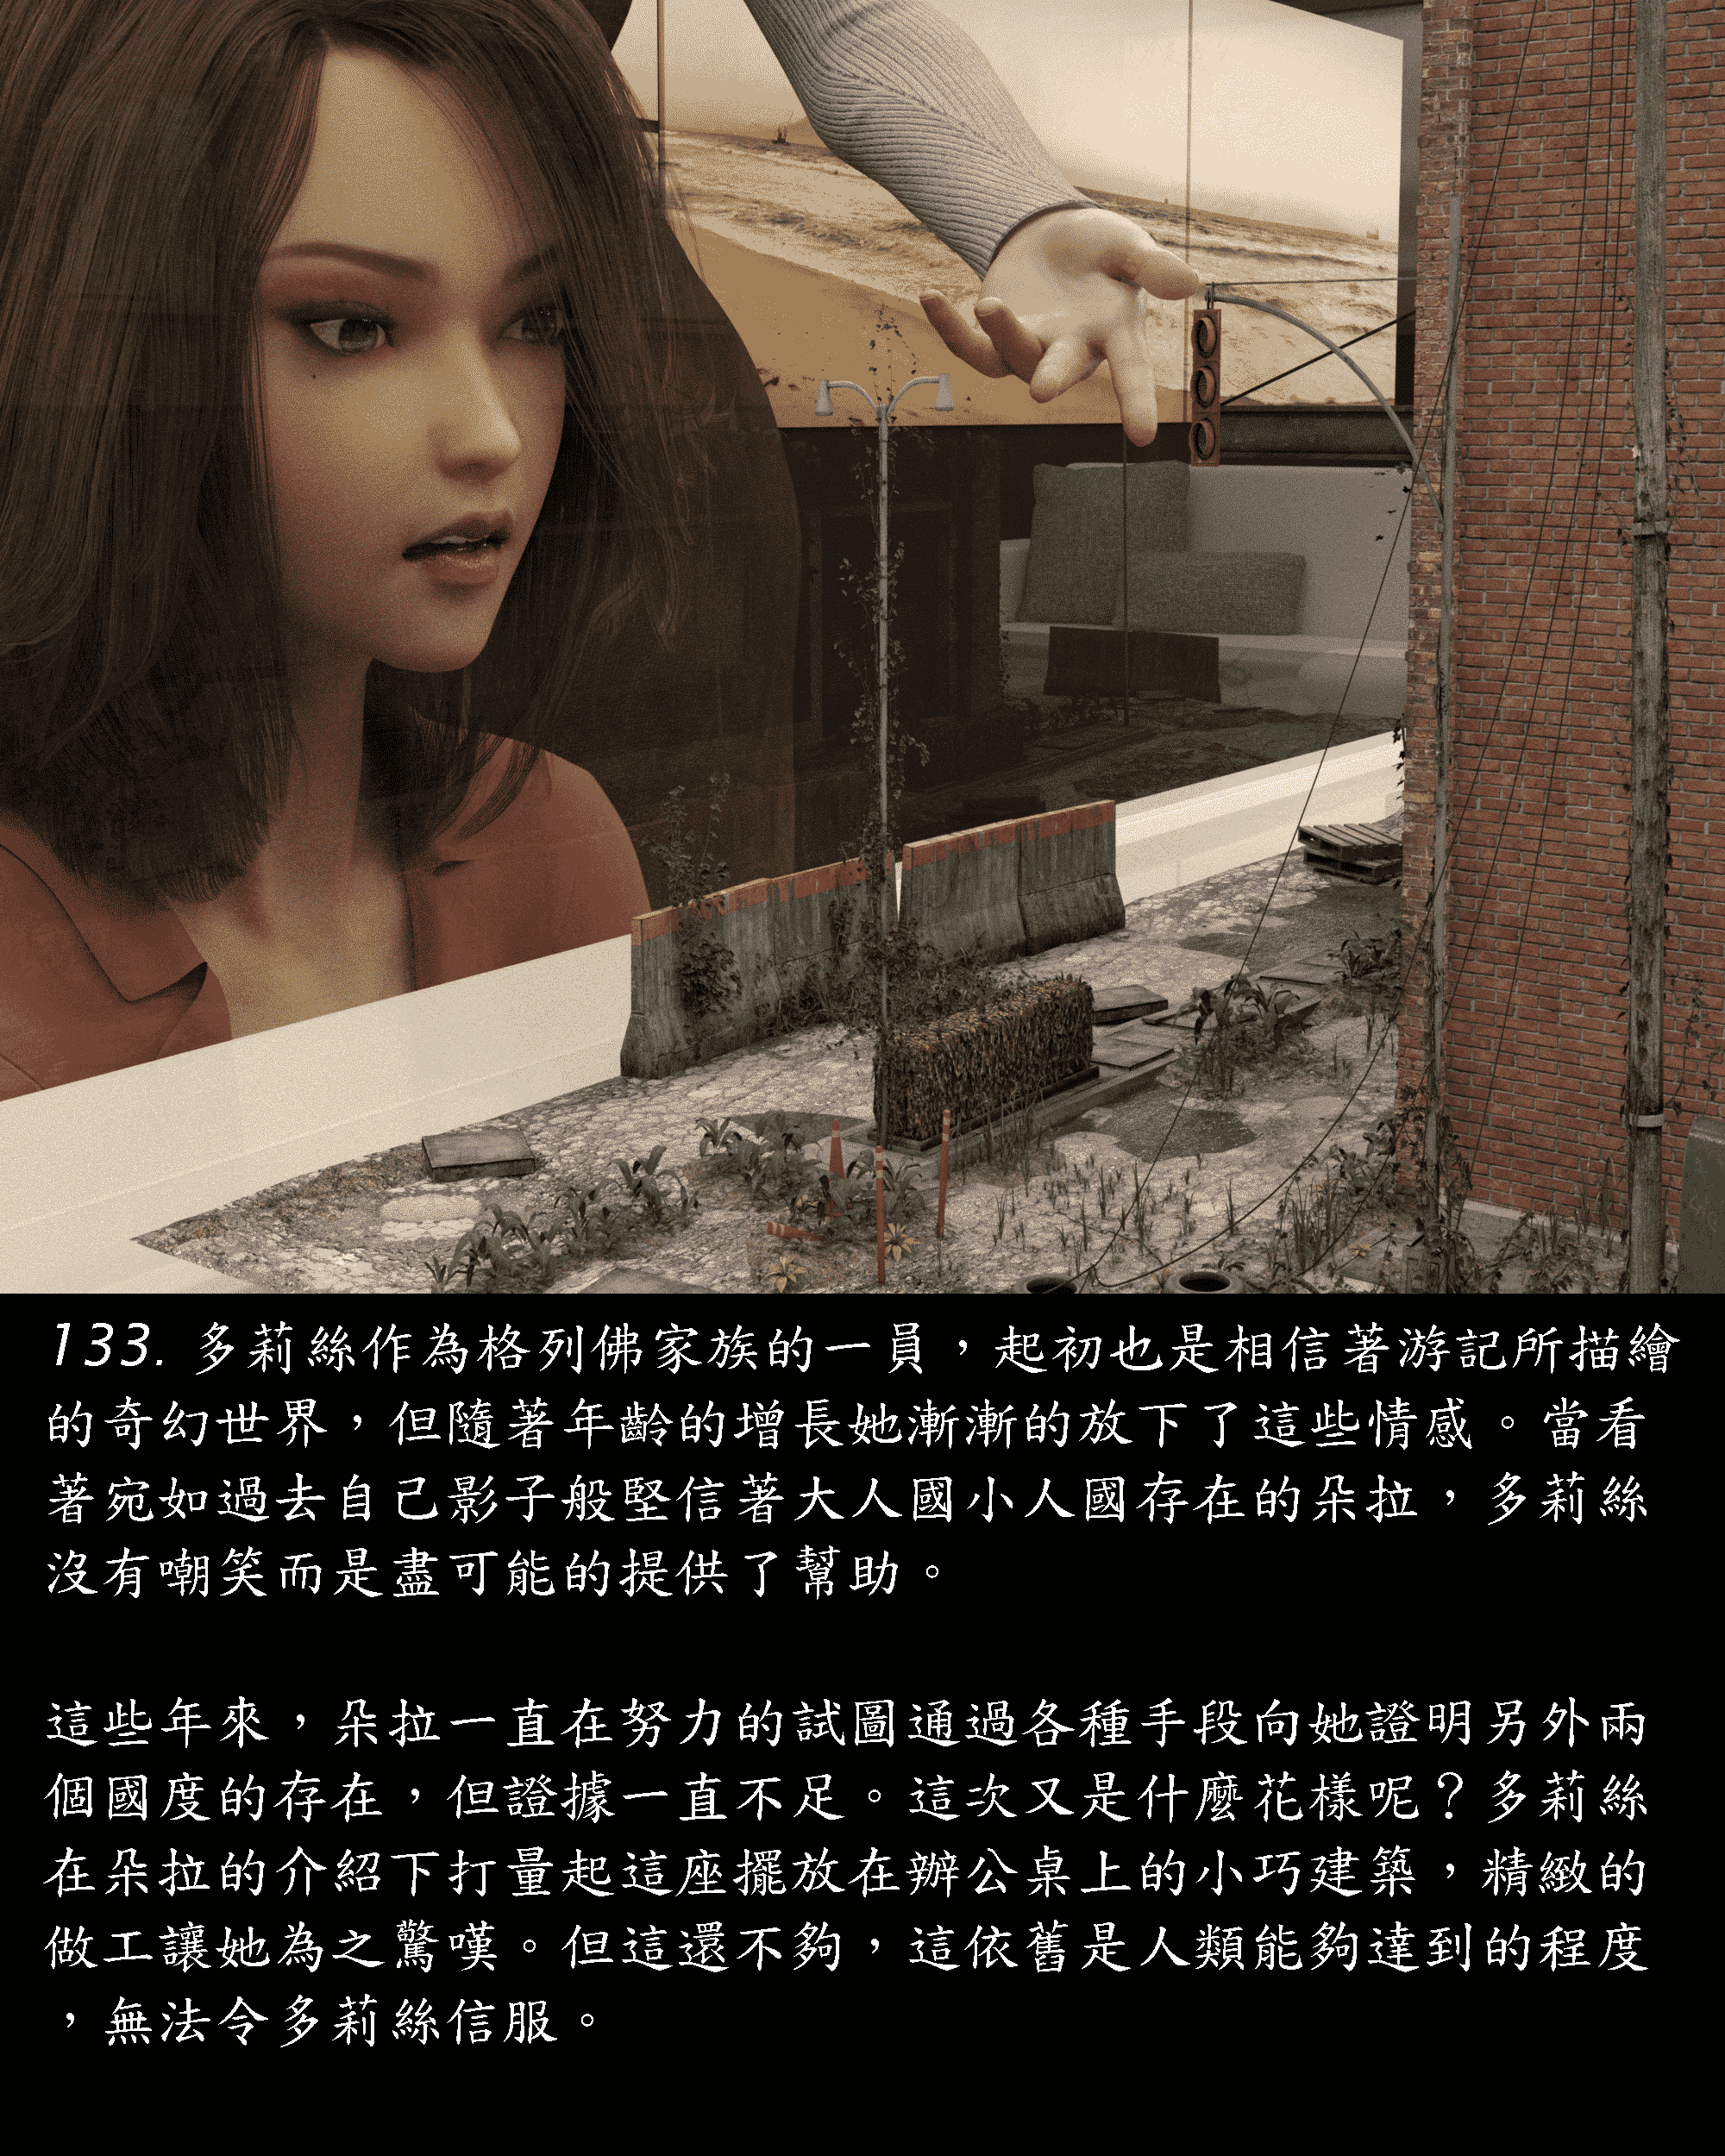 133. 多莉絲作為格列佛家族的一員，起初也是相信著游記所描繪
的奇幻世界，但隨著年齡的增長她漸漸的放下了這些情感。當看
著宛如過去自己影子般堅信著大人國小人國存在的朵拉，多莉絲
沒有嘲笑而是盡可能的提供了幫助。
這些年來，朵拉一直在努力的試圖通過各種手段向她證明另外兩
個國度的存在，但證據一直不足。這次又是什麼花樣呢？多莉絲
在朵拉的介紹下打量起這座擺放在辦公桌上的小巧建築，精緻的
做工讓她為之驚嘆。但這還不夠，這依舊是人類能夠達到的程度
，無法令多莉絲信服。